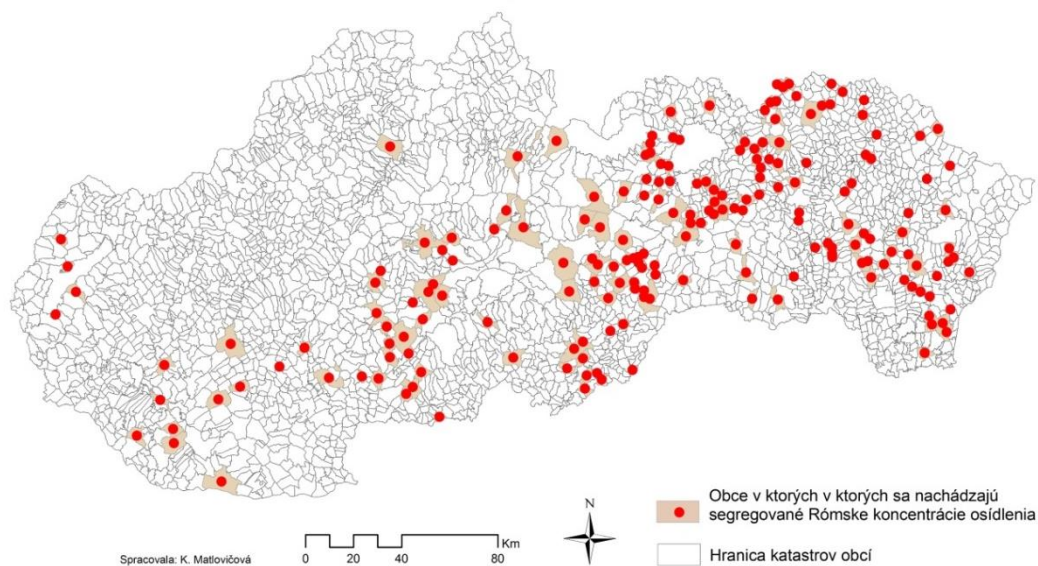 N
Obce v ktorých v ktorých sa nachádzajú
segregované Rómske koncentrácie osídlenia
Hranica katastrov obcí
Km
0 20 40 80
Spracovala: K. Matlovičová